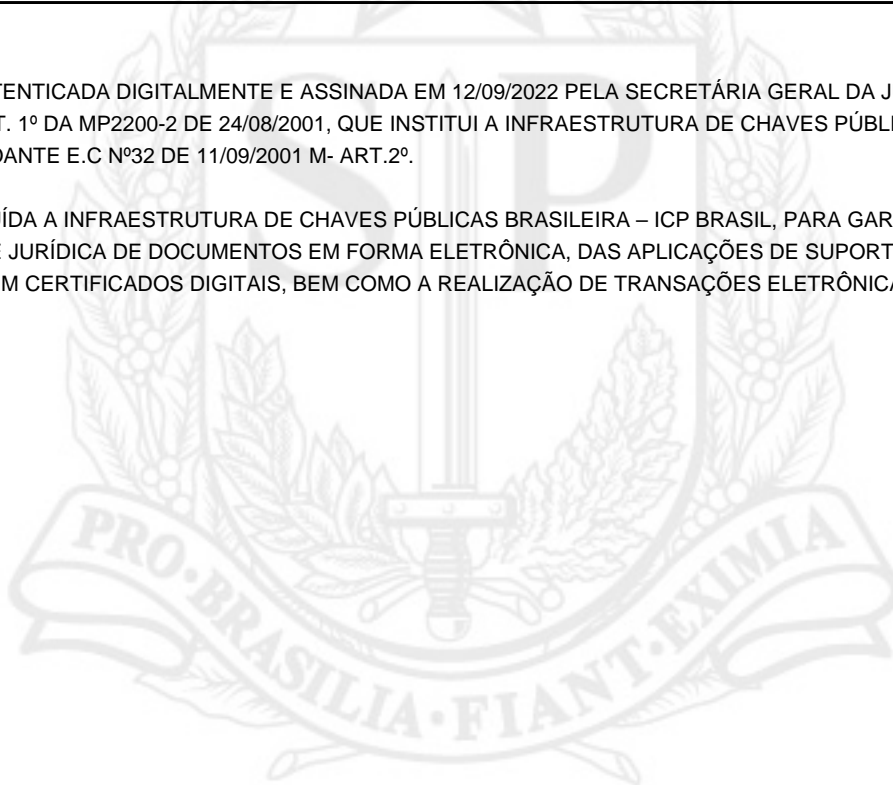 TENTICADA DIGITALMENTE E ASSINADA EM 12/09/2022 PELA SECRETÁRIA GERAL DA J
T. 1º DA MP2200-2 DE 24/08/2001, QUE INSTITUI A INFRAESTRUTURA DE CHAVES PÚBL
DANTE E.C Nº32 DE 11/09/2001 M- ART.2º.
UÍDA A INFRAESTRUTURA DE CHAVES PÚBLICAS BRASILEIRA – ICP BRASIL, PARA GAR
E JURÍDICA DE DOCUMENTOS EM FORMA ELETRÔNICA, DAS APLICAÇÕES DE SUPORT
M CERTIFICADOS DIGITAIS, BEM COMO A REALIZAÇÃO DE TRANSAÇÕES ELETRÔNICA
SP
PRO·BRASILIA·FIANT·EXIMIA